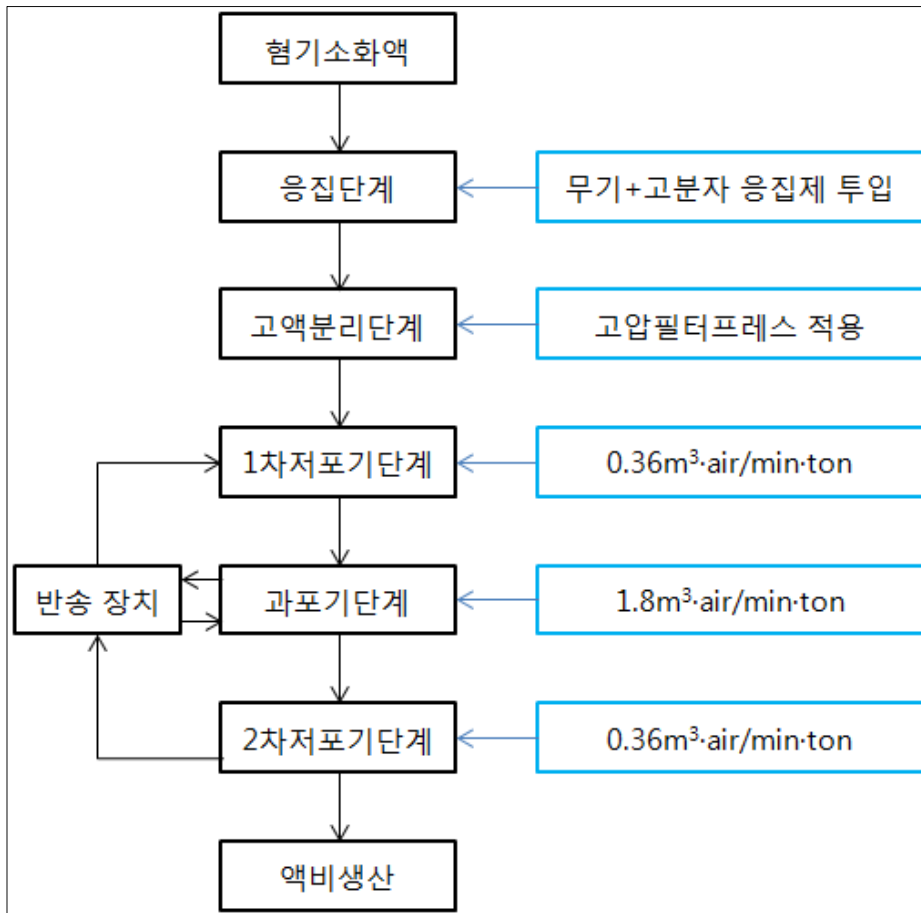 혐기소화액
응집단계
무기+고분자 응집제 투입
고액분리단계
고압필터프레스 적용
1차저포기단계
0.36m³·air/min·ton
반송 장치
과포기단계
1.8m³·air/min·ton
2차저포기단계
0.36m³·air/min·ton
액비생산